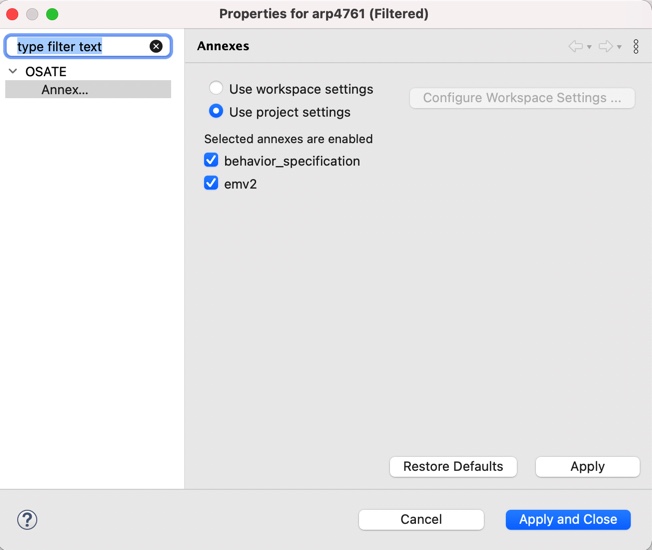 Properties for arp4761 (Filtered)
type filter text
OSATE
Annex...
Annexes
Use workspace settings
Configure Workspace Settings ...
Use project settings
Selected annexes are enabled
behavior_specification
emv2
Restore Defaults
Apply
?
Cancel
Apply and Close